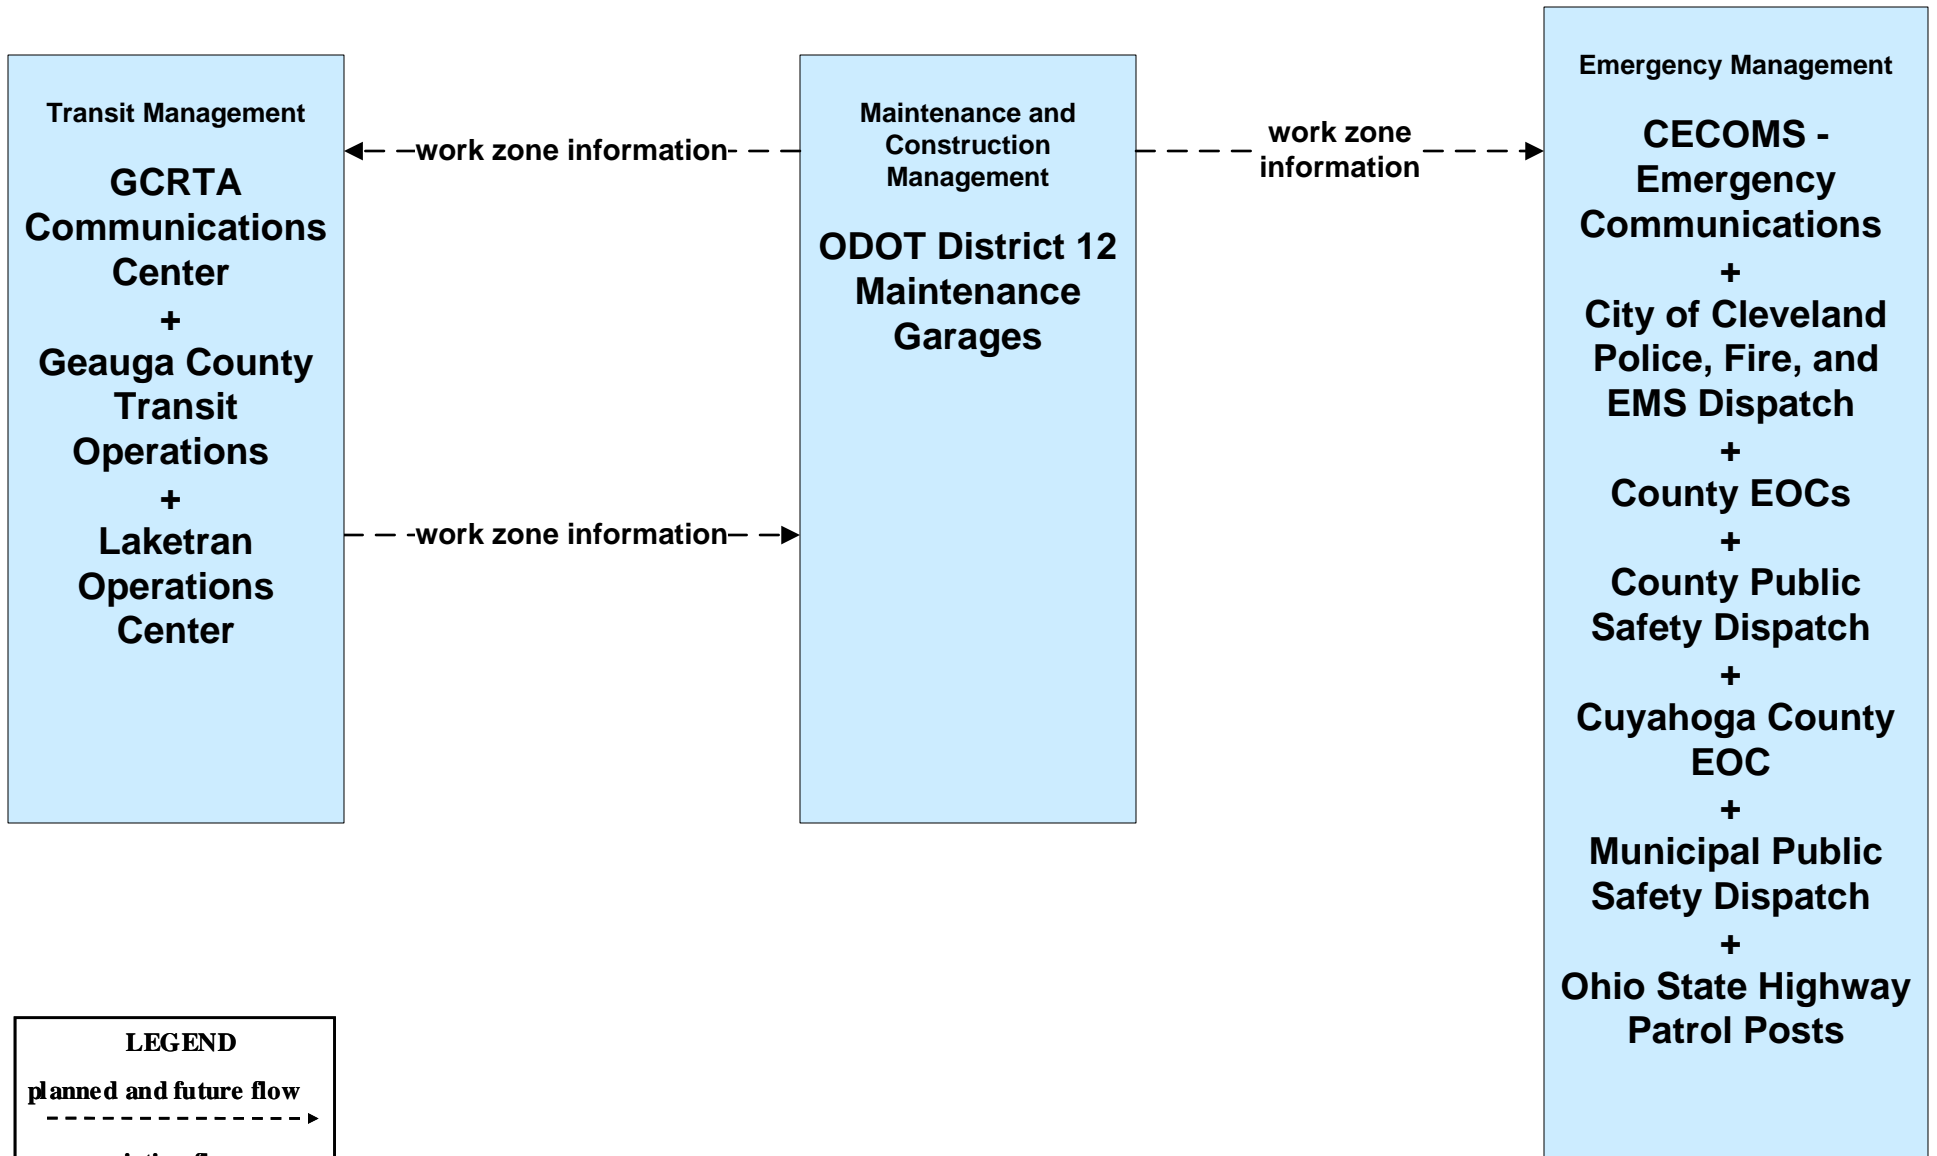 Transit Management
GCRTA
Communications
Center
+
Geauga County
Transit
Operations
+
Laketran
Operations
Center
work zone information
work zone information
Maintenance and
Construction
Management
ODOT District 12
Maintenance
Garages
work zone
information
Emergency Management
CECOMS -
Emergency
Communications
+
City of Cleveland
Police, Fire, and
EMS Dispatch
+
County EOCs
+
County Public
Safety Dispatch
+
Cuyahoga County
EOC
+
Municipal Public
Safety Dispatch
+
Ohio State Highway
Patrol Posts
LEGEND
planned and future flow